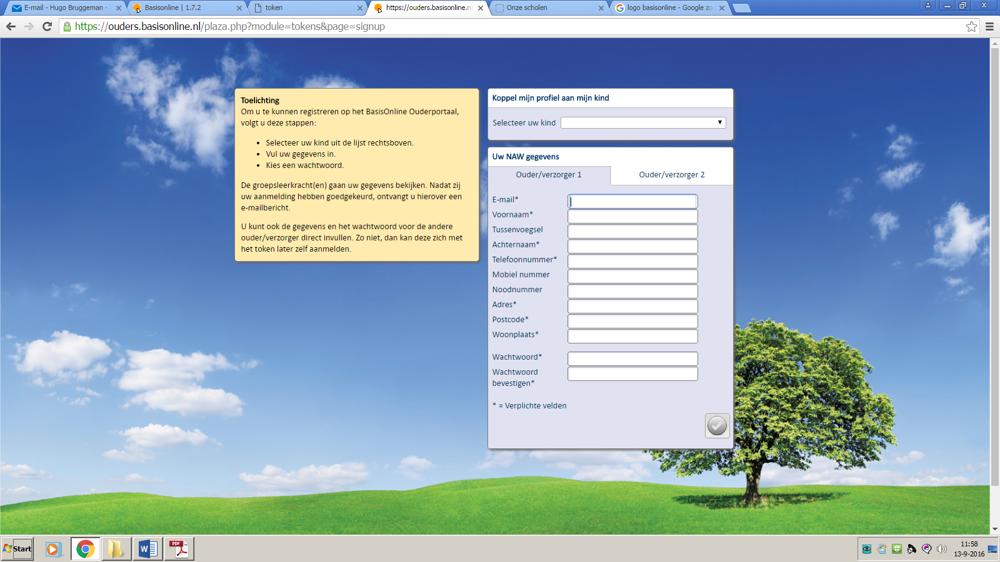 E-mail - Hugo Bruggeman -
Basisonline | 1.7.2
token
https://ouders.basisonline.n
Onze scholen
logo basisonline - Google zo
https://ouders.basisonline.nl/plaza.php?module=tokens&page=signup
Toelichting
Om u te kunnen registreren op het BasisOnline Ouderportaal,
volgt u deze stappen:
• Selecteer uw kind uit de lijst rechtsboven.
• Vul uw gegevens in.
• Kies een wachtwoord.
De groepsleerkracht(en) gaan uw gegevens bekijken. Nadat zij
uw aanmelding hebben goedgekeurd, ontvangt u hierover een
e-mailbericht.
U kunt ook de gegevens en het wachtwoord voor de andere
ouder/verzorger direct invullen. Zo niet, dan kan deze zich met
het token later zelf aanmelden.
Koppel mijn profiel aan mijn kind
Selecteer uw kind
Uw NAW gegevens
Ouder/verzorger 1
Ouder/verzorger 2
E-mail*
Voornaam*
Tussenvoegsel
Achternaam*
Telefoonnummer*
Mobiel nummer
Noodnummer
Adres*
Postcode*
Woonplaats*
Wachtwoord*
Wachtwoord
bevestigen*
* = Verplichte velden
Start
W
PDF
11:58
13-9-2016